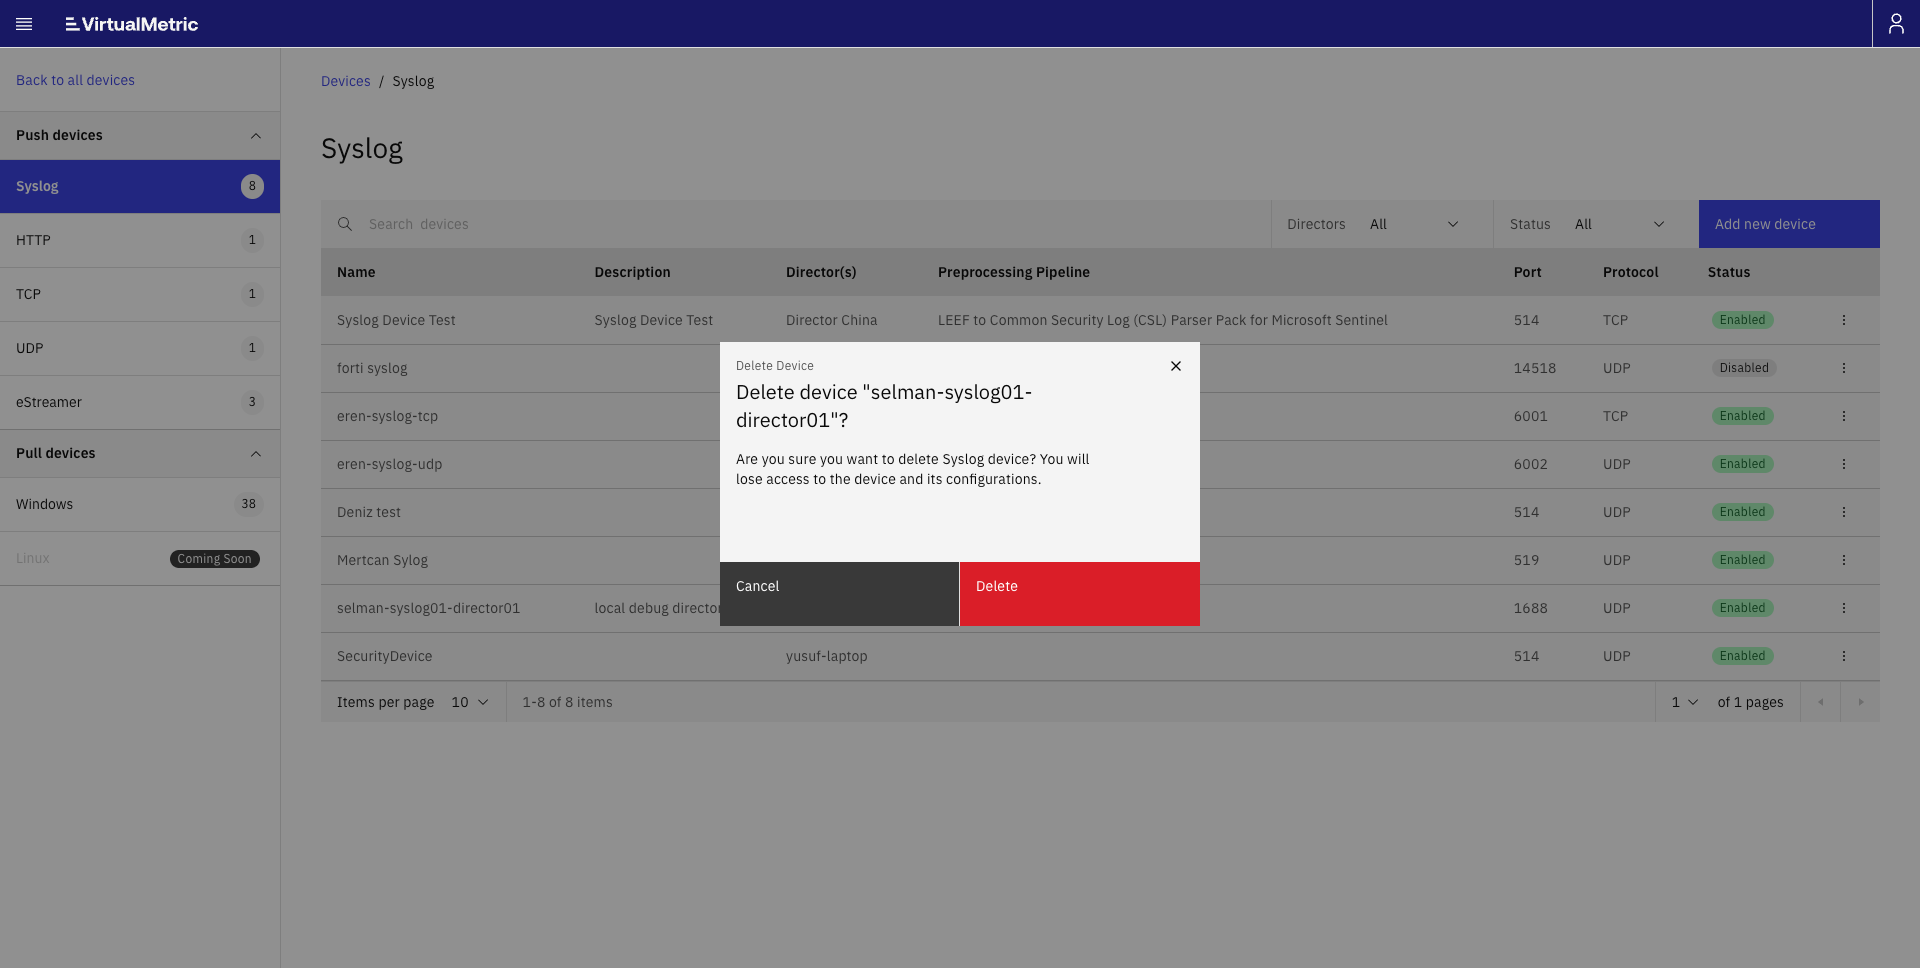 VirtualMetric
Back to all devices
Push devices
Syslog 8
HTTP 1
TCP 1
UDP 1
eStreamer 3
Pull devices
Windows 38
Linux Coming Soon
Devices / Syslog
Syslog
Search devices Directors All Status All Add new device
Name Description Director(s) Preprocessing Pipeline Port Protocol Status
Syslog Device Test Syslog Device Test Director China LEEF to Common Security Log (CSL) Parser Pack for Microsoft Sentinel 514 TCP Enabled
forti syslog 14518 UDP Disabled
eren-syslog-tcp 6001 TCP Enabled
eren-syslog-udp 6002 UDP Enabled
Deniz test 514 UDP Enabled
Mertcan Sylog 519 UDP Enabled
selman-syslog01-director01 local debug director 1688 UDP Enabled
SecurityDevice yusuf-laptop 514 UDP Enabled
Items per page 10 1-8 of 8 items 1 of 1 pages
Delete Device
Delete device "selman-syslog01-
director01"?
Are you sure you want to delete Syslog device? You will
lose access to the device and its configurations.
Cancel Delete